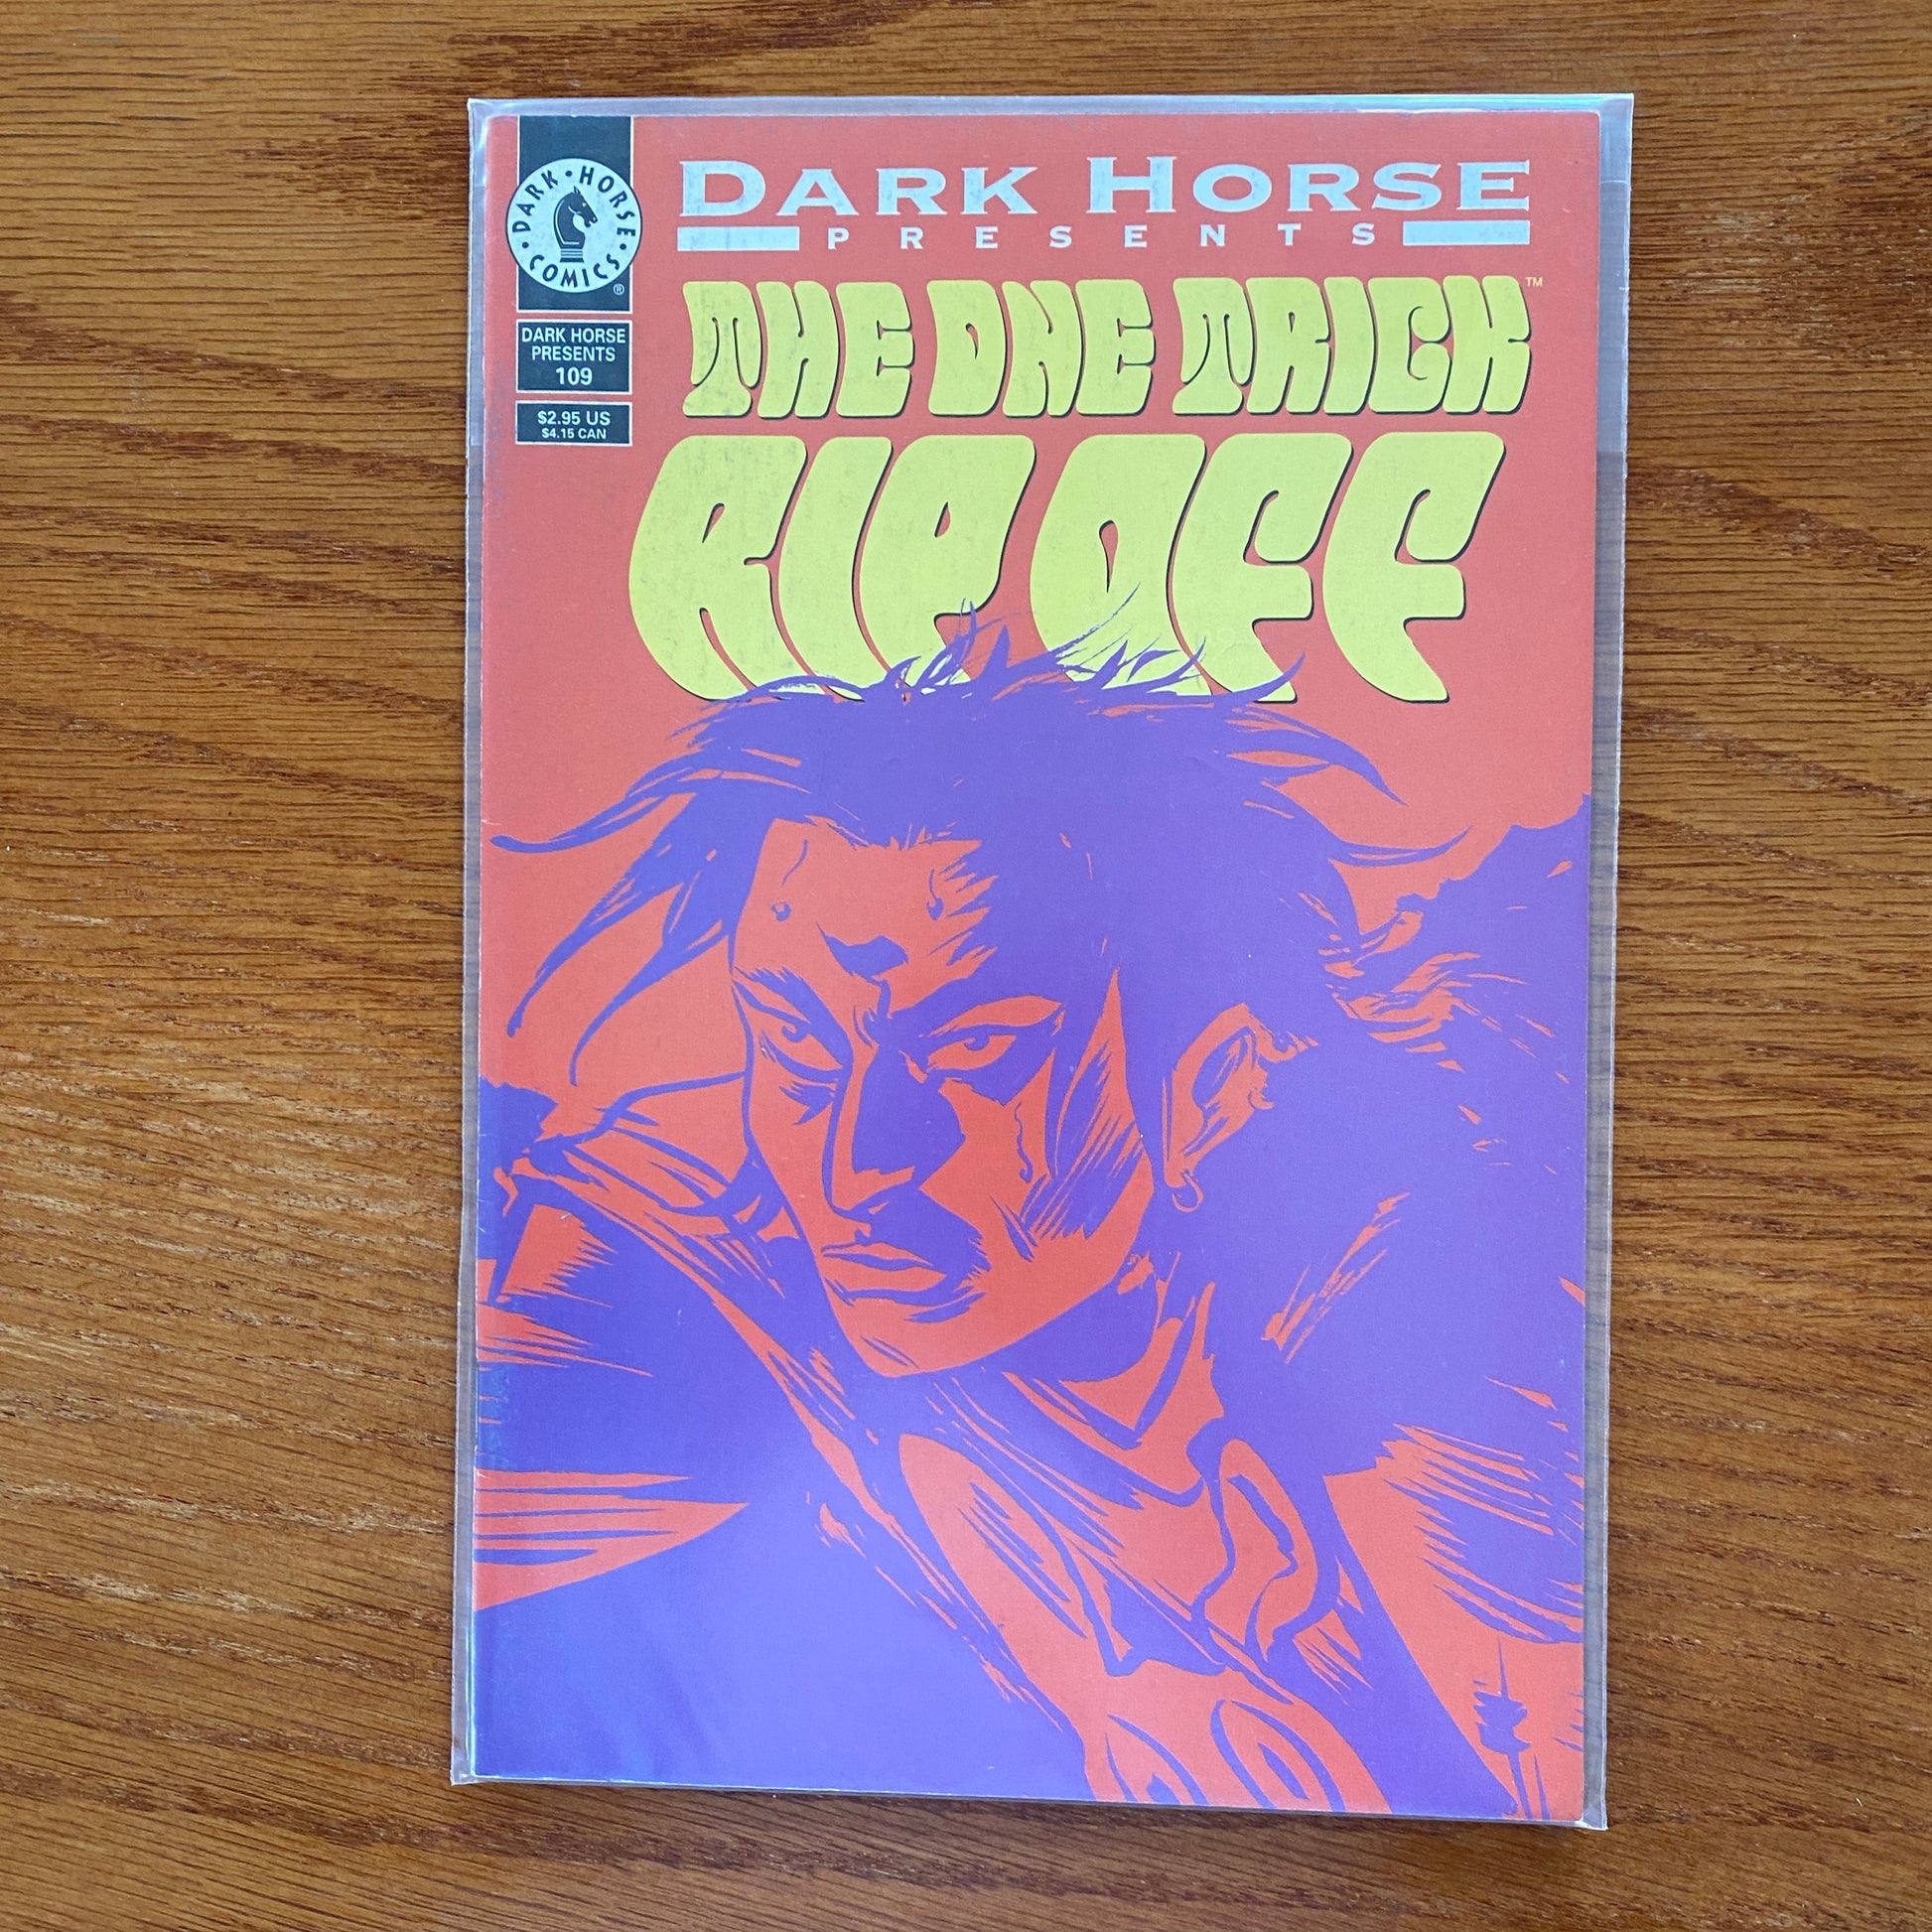 DARK HORSE
COMICS
®
DARK HORSE
PRESENTS
109
$2.95 US
$4.15 CAN
DARK HORSE
PRESENTS
THE ONE TRICK™
RIP OFF